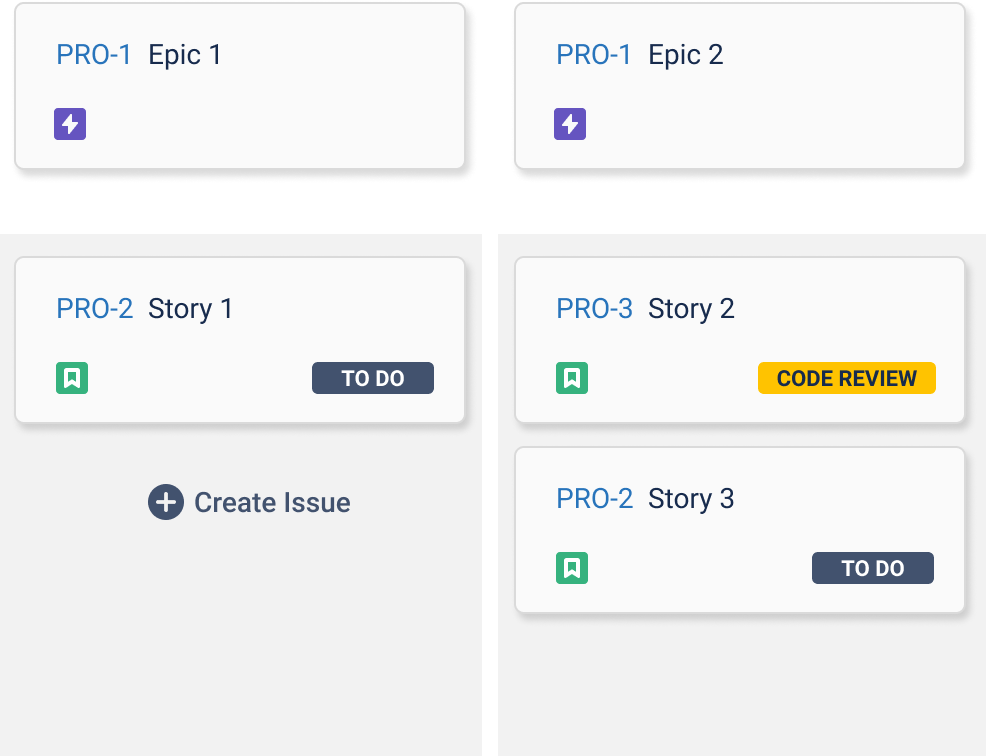 PRO-1 Epic 1
PRO-1 Epic 2
PRO-2 Story 1
TO DO
Create Issue
PRO-3 Story 2
CODE REVIEW
PRO-2 Story 3
TO DO